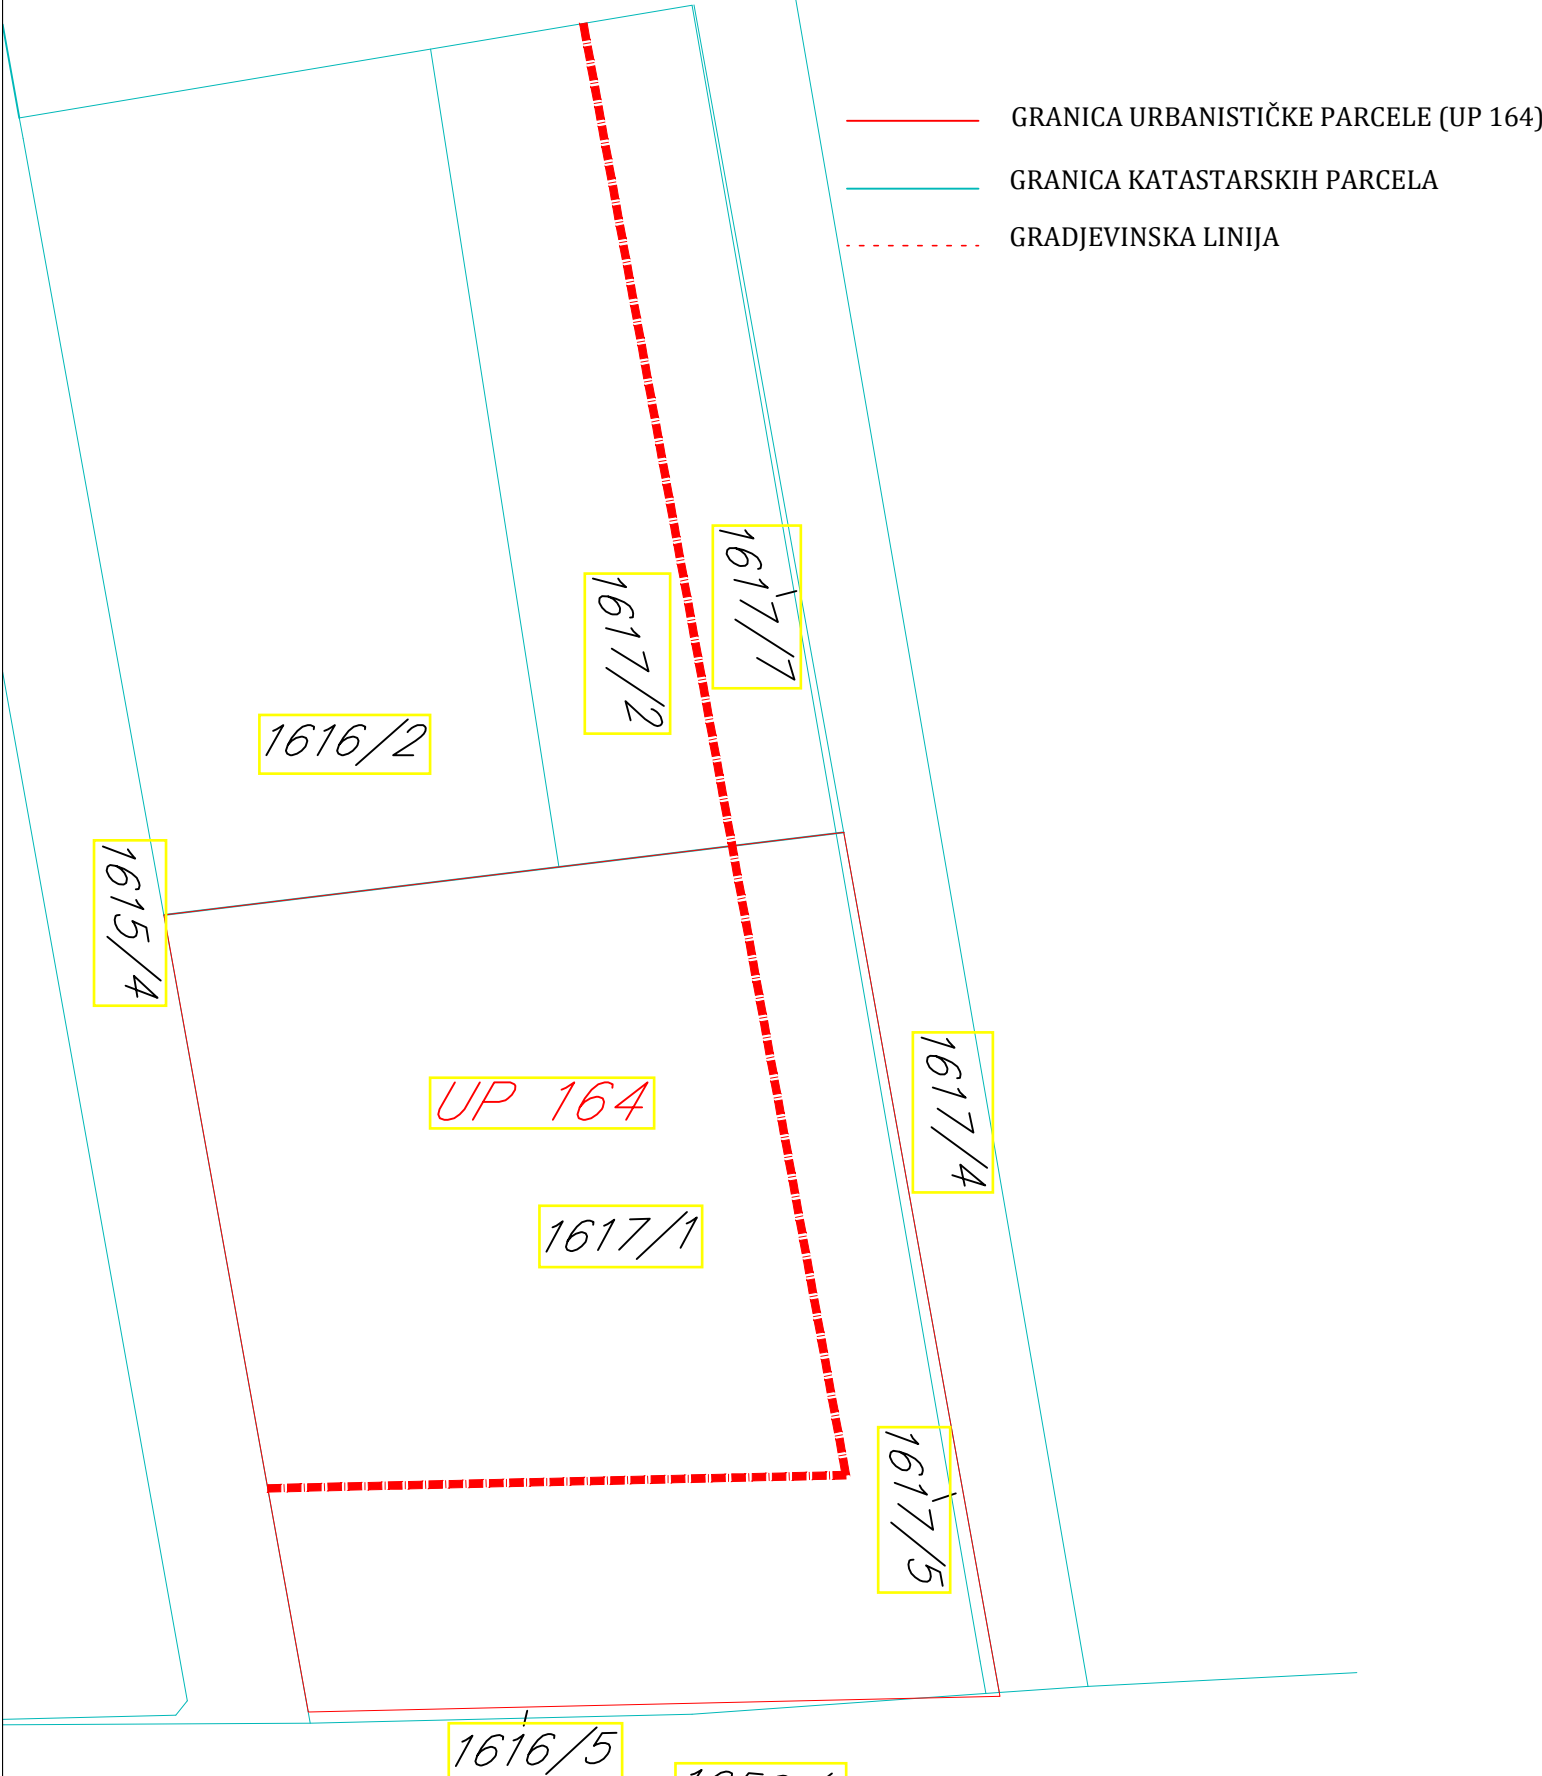 GRANICA URBANISTIČKE PARCELE (UP 164)
GRANICA KATASTARSKIH PARCELA
GRADJEVINSKA LINIJA
1617/7
1617/2
1616/2
1615/4
1617/4
UP 164
1617/1
1617/5
1616/5